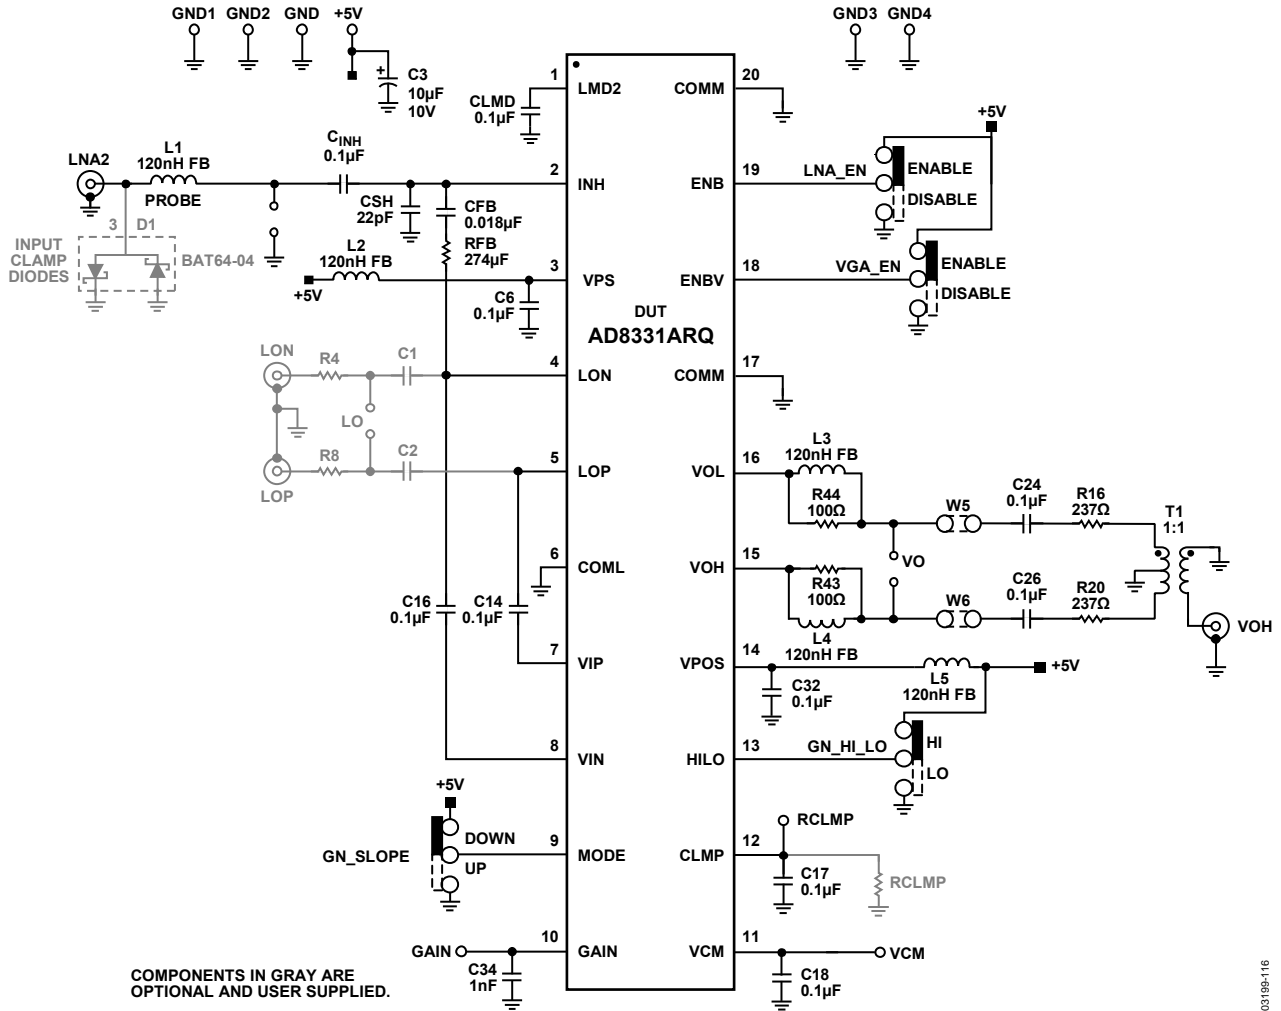 GND1 GND2 GND +5V
GND3 GND4
+
C3
10µF
10V
CLMD
0.1µF
1
LMD2
COMM
20
+5V
LNA2
L1
120nH FB
PROBE
CINH
0.1µF
2
INH
ENB
19
LNA_EN
ENABLE
DISABLE
CSH
22pF
CFB
0.018µF
RFB
274µF
3 D1
INPUT
CLAMP
DIODES
BAT64-04
L2
120nH FB
+5V
3
VPS
ENBV
18
VGA_EN
ENABLE
DISABLE
C6
0.1µF
DUT
AD8331ARQ
LON
R4
C1
4
LON
COMM
17
LO
LOP
R8
C2
5
LOP
VOL
16
L3
120nH FB
R44
100Ω
W5
C24
0.1µF
R16
237Ω
T1
1:1
VO
6
COML
VOH
15
R43
100Ω
L4
120nH FB
W6
C26
0.1µF
R20
237Ω
VOH
C16
0.1µF
C14
0.1µF
7
VIP
VPOS
14
L5
120nH FB
+5V
C32
0.1µF
8
VIN
HILO
13
GN_HI_LO
HI
LO
+5V
GN_SLOPE
DOWN
UP
9
MODE
CLMP
12
RCLMP
C17
0.1µF
RCLMP
GAIN
10
GAIN
VCM
11
VCM
C34
1nF
C18
0.1µF
COMPONENTS IN GRAY ARE
OPTIONAL AND USER SUPPLIED.
03199-116